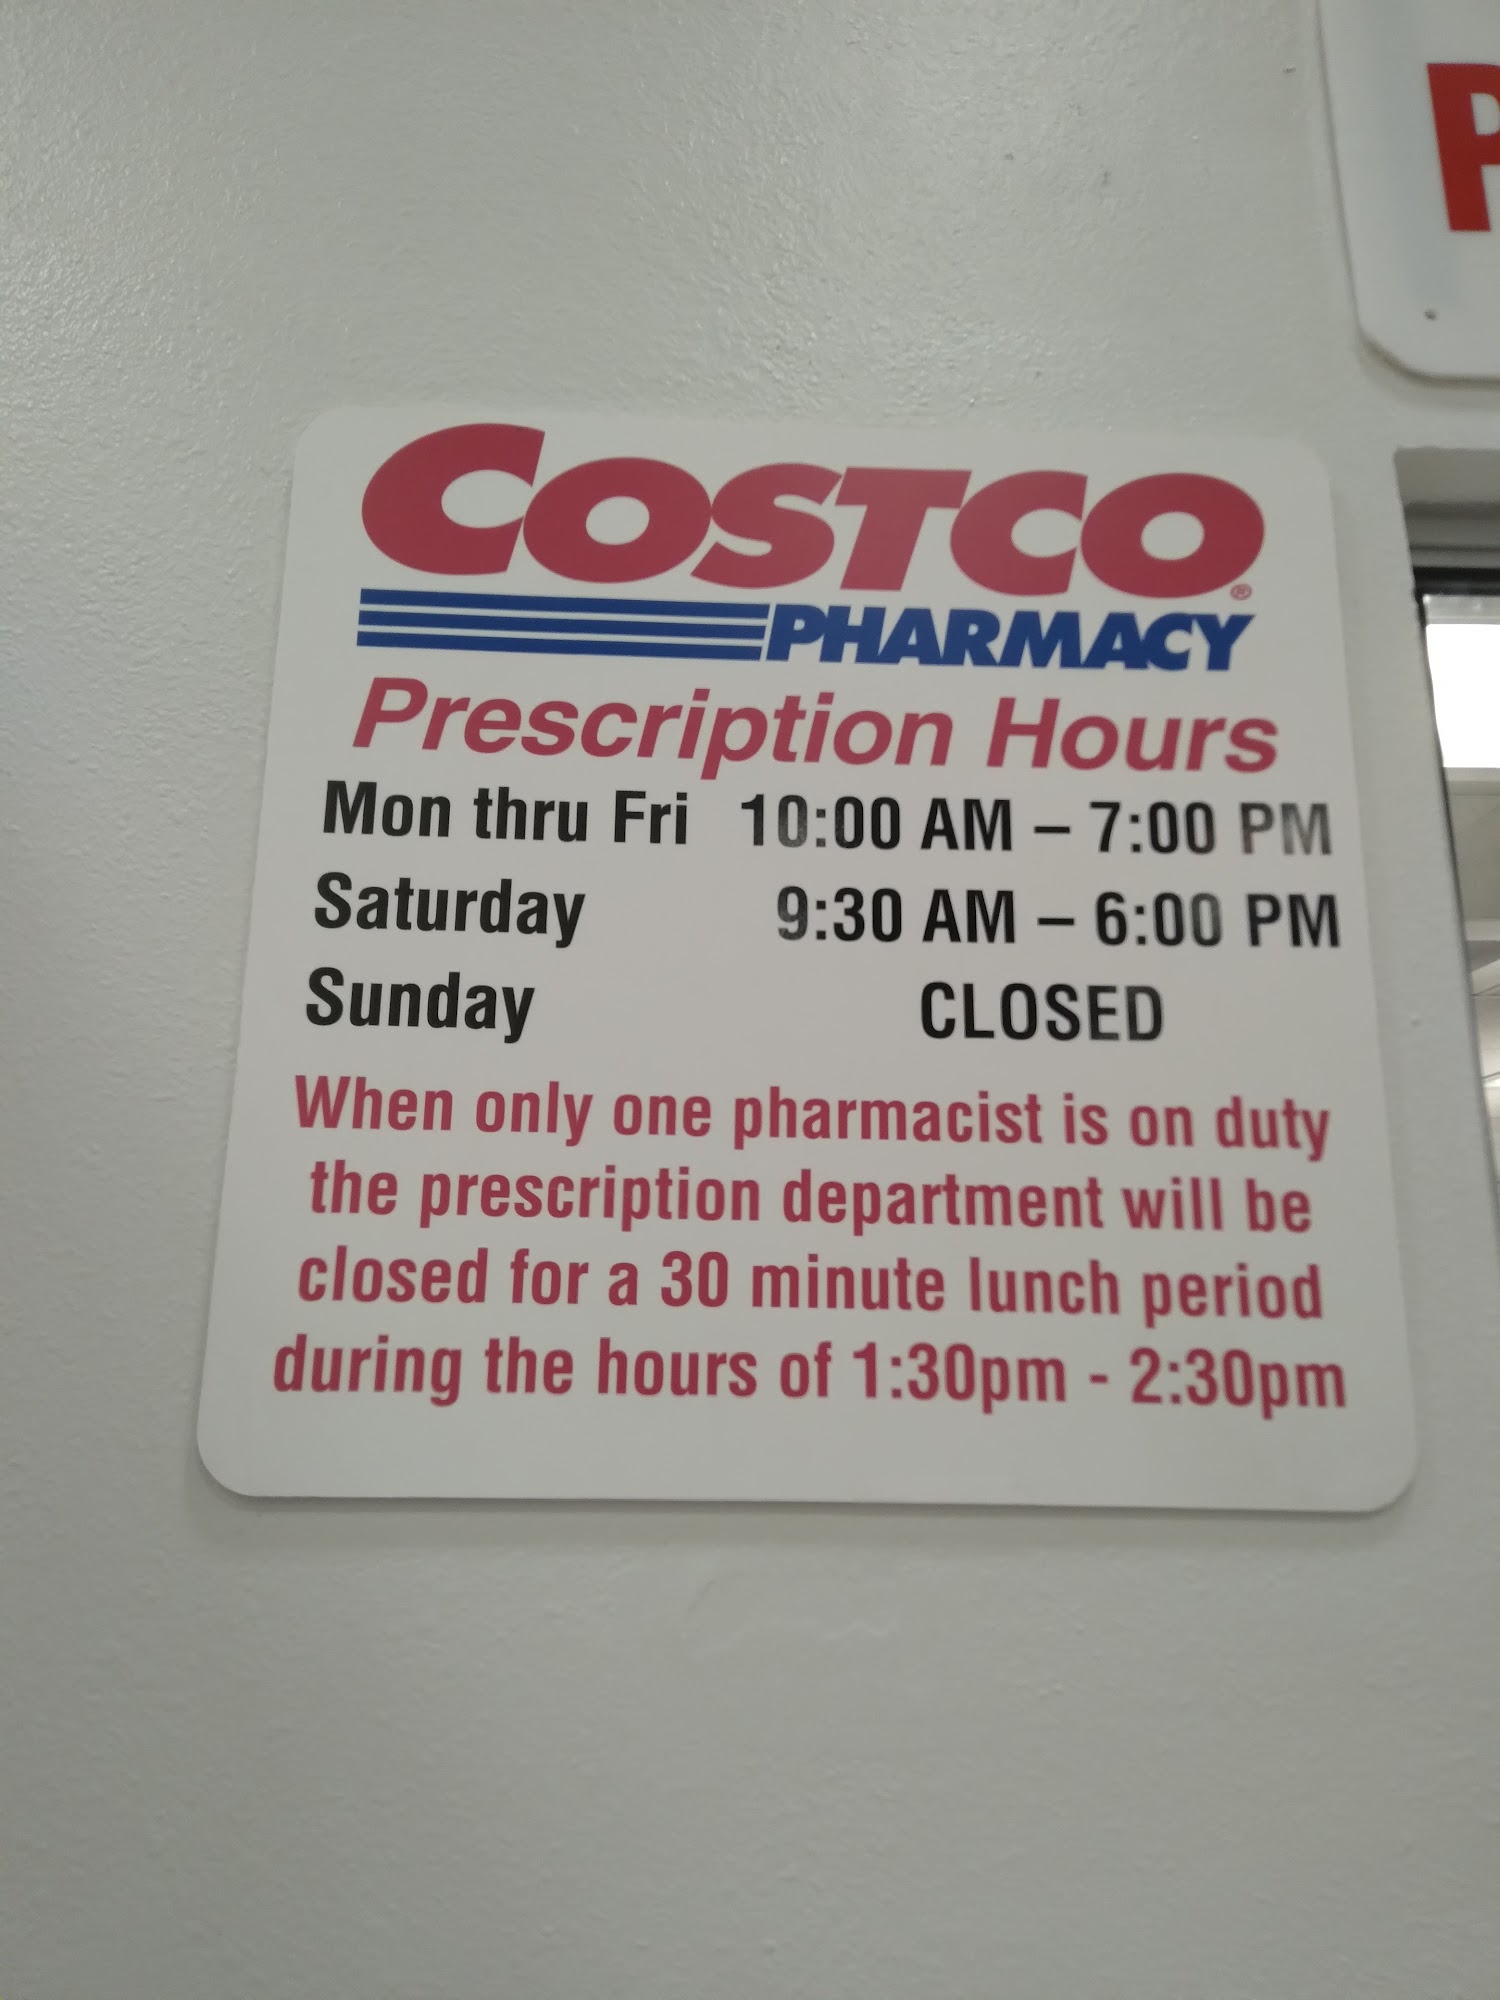 COSTCO®
PHARMACY
Prescription Hours
Mon thru Fri 10:00 AM – 7:00 PM
Saturday 9:30 AM – 6:00 PM
Sunday CLOSED
When only one pharmacist is on duty
the prescription department will be
closed for a 30 minute lunch period
during the hours of 1:30pm - 2:30pm